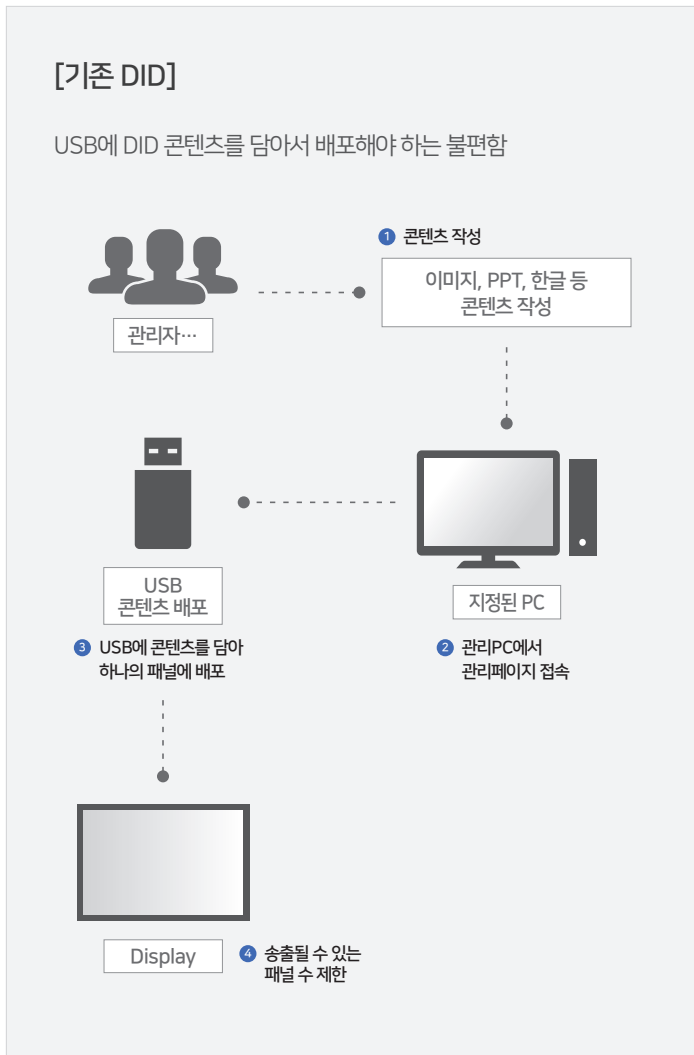 [기존 DID]
USB에 DID 콘텐츠를 담아서 배포해야 하는 불편함
1 콘텐츠 작성
이미지, PPT, 한글 등
콘텐츠 작성
관리자…
USB
콘텐츠 배포
지정된 PC
3 USB에 콘텐츠를 담아
하나의 패널에 배포
2 관리PC에서
관리페이지 접속
Display
4 송출될 수 있는
패널 수 제한